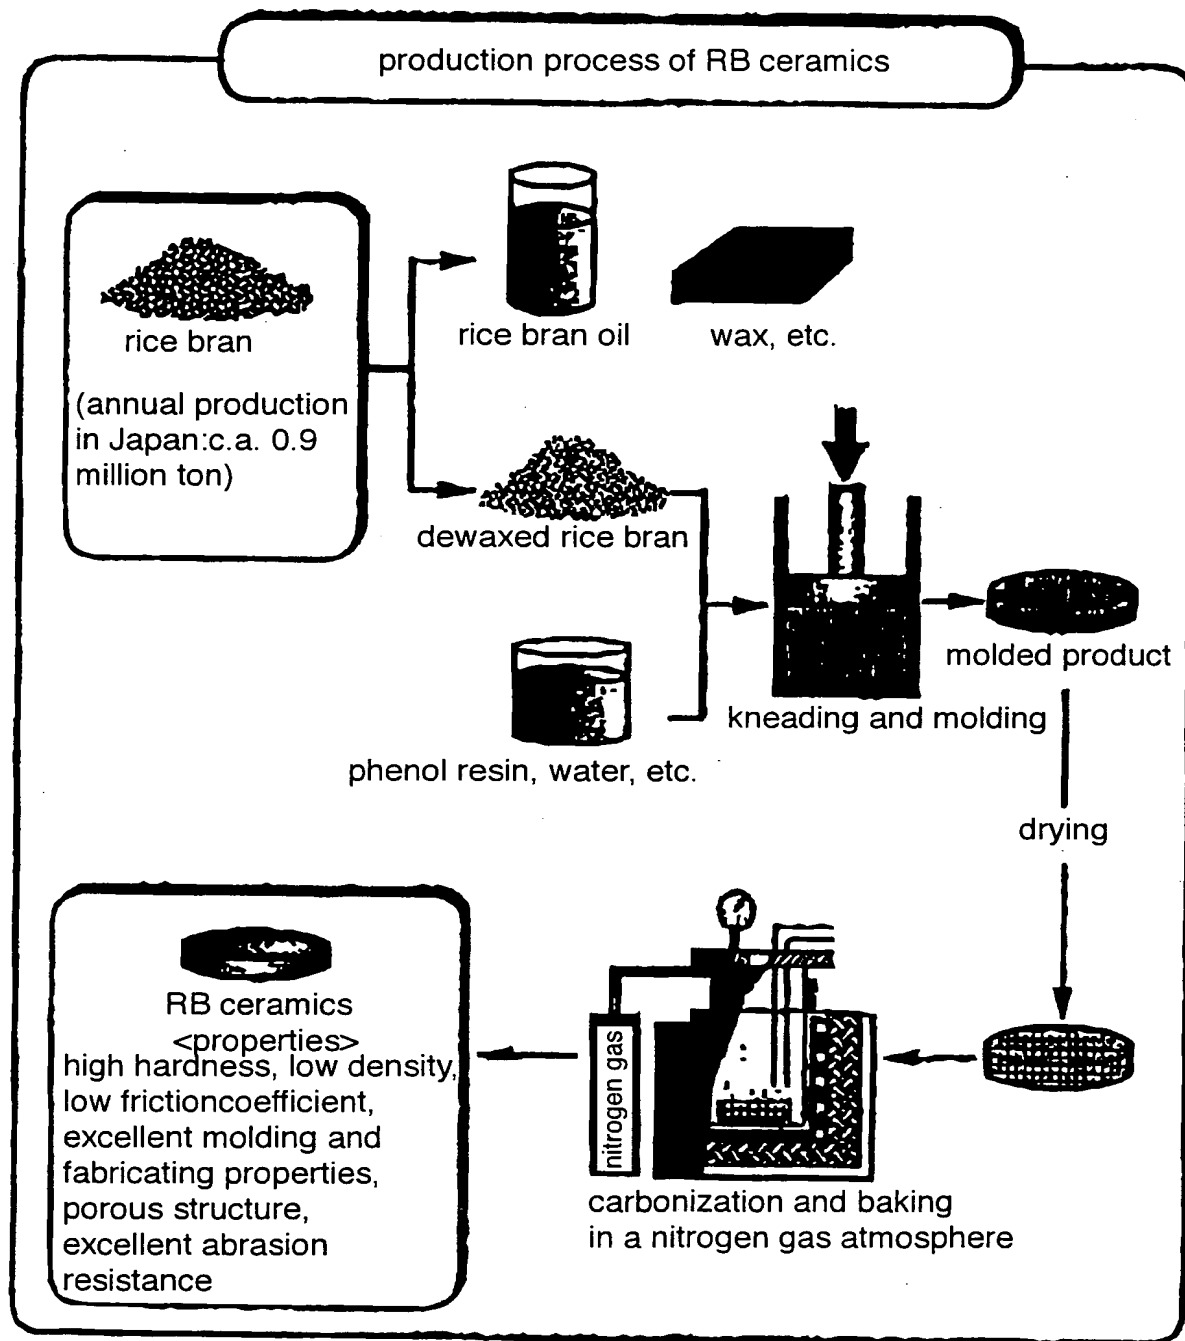 production process of RB ceramics
rice bran
(annual production
in Japan:c.a. 0.9
million ton)
rice bran oil
wax, etc.
dewaxed rice bran
phenol resin, water, etc.
kneading and molding
molded product
drying
nitrogen gas
carbonization and baking
in a nitrogen gas atmosphere
RB ceramics
<properties>
high hardness, low density,
low frictioncoefficient,
excellent molding and
fabricating properties,
porous structure,
excellent abrasion
resistance